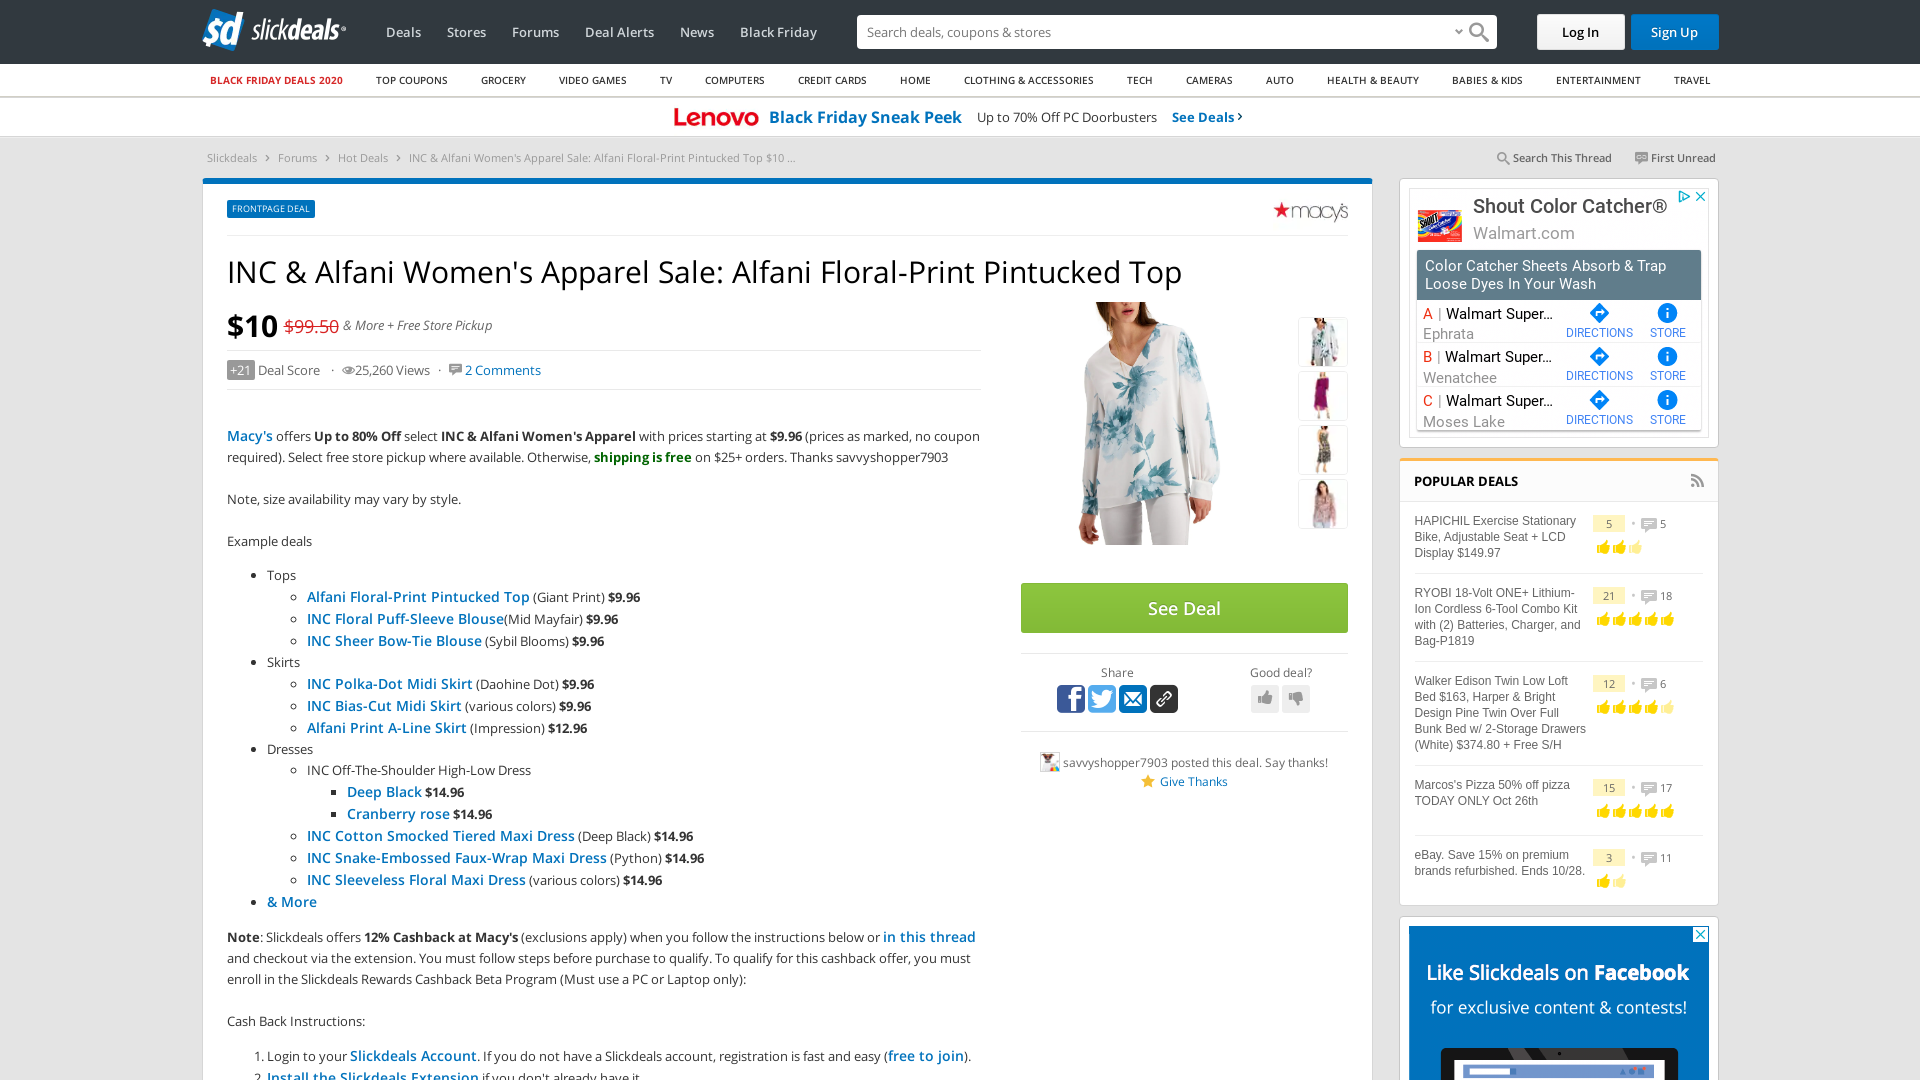 slickdeals
Deals
Stores
Forums
Deal Alerts
News
Black Friday
Search deals, coupons & stores
Log In
Sign Up
BLACK FRIDAY DEALS 2020
TOP COUPONS
GROCERY
VIDEO GAMES
TV
COMPUTERS
CREDIT CARDS
HOME
CLOTHING & ACCESSORIES
TECH
CAMERAS
AUTO
HEALTH & BEAUTY
BABIES & KIDS
ENTERTAINMENT
TRAVEL
Lenovo Black Friday Sneak Peek Up to 70% Off PC Doorbusters See Deals ›
Slickdeals › Forums › Hot Deals › INC & Alfani Women's Apparel Sale: Alfani Floral-Print Pintucked Top $10 ...
Search This Thread
First Unread
FRONTPAGE DEAL
macy's
INC & Alfani Women's Apparel Sale: Alfani Floral-Print Pintucked Top
$10 $99.50 & More + Free Store Pickup
+21 Deal Score · 25,260 Views · 2 Comments
Macy's offers Up to 80% Off select INC & Alfani Women's Apparel with prices starting at $9.96 (prices as marked, no coupon
required). Select free store pickup where available. Otherwise, shipping is free on $25+ orders. Thanks savvyshopper7903
Note, size availability may vary by style.
Example deals
Tops
Alfani Floral-Print Pintucked Top (Giant Print) $9.96
INC Floral Puff-Sleeve Blouse(Mid Mayfair) $9.96
INC Sheer Bow-Tie Blouse (Sybil Blooms) $9.96
Skirts
INC Polka-Dot Midi Skirt (Daohine Dot) $9.96
INC Bias-Cut Midi Skirt (various colors) $9.96
Alfani Print A-Line Skirt (Impression) $12.96
Dresses
INC Off-The-Shoulder High-Low Dress
Deep Black $14.96
Cranberry rose $14.96
INC Cotton Smocked Tiered Maxi Dress (Deep Black) $14.96
INC Snake-Embossed Faux-Wrap Maxi Dress (Python) $14.96
INC Sleeveless Floral Maxi Dress (various colors) $14.96
& More
Note: Slickdeals offers 12% Cashback at Macy's (exclusions apply) when you follow the instructions below or in this thread
and checkout via the extension. You must follow steps before purchase to qualify. To qualify for this cashback offer, you must
enroll in the Slickdeals Rewards Cashback Beta Program (Must use a PC or Laptop only):
Cash Back Instructions:
1. Login to your Slickdeals Account. If you do not have a Slickdeals account, registration is fast and easy (free to join).
2. Install the Slickdeals Extension if you don't already have it.
See Deal
Share
Good deal?
savvyshopper7903 posted this deal. Say thanks!
Give Thanks
Shout Color Catcher®
Walmart.com
Color Catcher Sheets Absorb & Trap
Loose Dyes In Your Wash
A | Walmart Super...
Ephrata
DIRECTIONS
STORE
B | Walmart Super...
Wenatchee
DIRECTIONS
STORE
C | Walmart Super...
Moses Lake
DIRECTIONS
STORE
POPULAR DEALS
HAPICHIL Exercise Stationary
Bike, Adjustable Seat + LCD
Display $149.97
5 • 5
RYOBI 18-Volt ONE+ Lithium-
Ion Cordless 6-Tool Combo Kit
with (2) Batteries, Charger, and
Bag-P1819
21 • 18
Walker Edison Twin Low Loft
Bed $163, Harper & Bright
Design Pine Twin Over Full
Bunk Bed w/ 2-Storage Drawers
(White) $374.80 + Free S/H
12 • 6
Marcos's Pizza 50% off pizza
TODAY ONLY Oct 26th
15 • 17
eBay. Save 15% on premium
brands refurbished. Ends 10/28.
3 • 11
Like Slickdeals on Facebook
for exclusive content & contests!